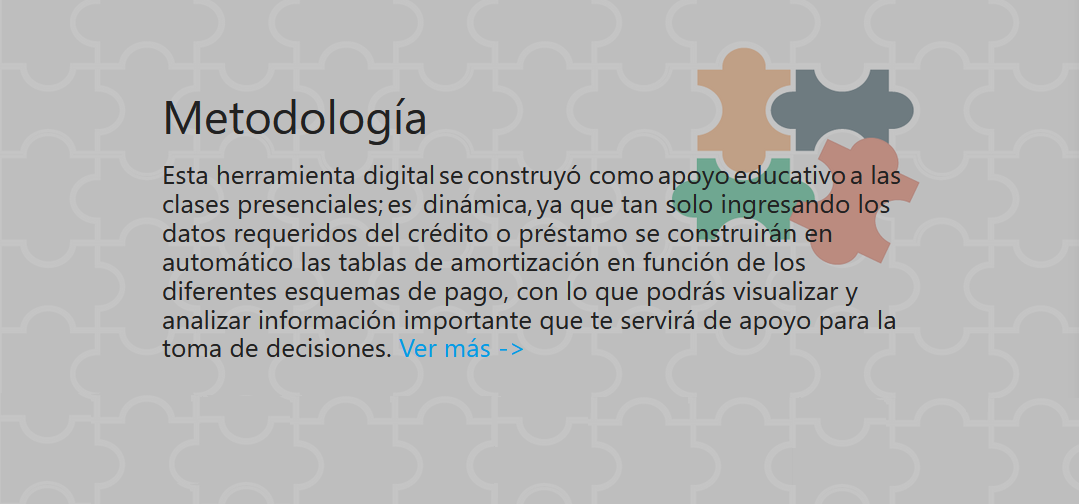 Metodología
Esta herramienta digital se construyó como apoyo educativo a las
clases presenciales; es dinámica, ya que tan solo ingresando los
datos requeridos del crédito o préstamo se construirán en
automático las tablas de amortización en función de los
diferentes esquemas de pago, con lo que podrás visualizar y
analizar información importante que te servirá de apoyo para la
toma de decisiones. Ver más ->